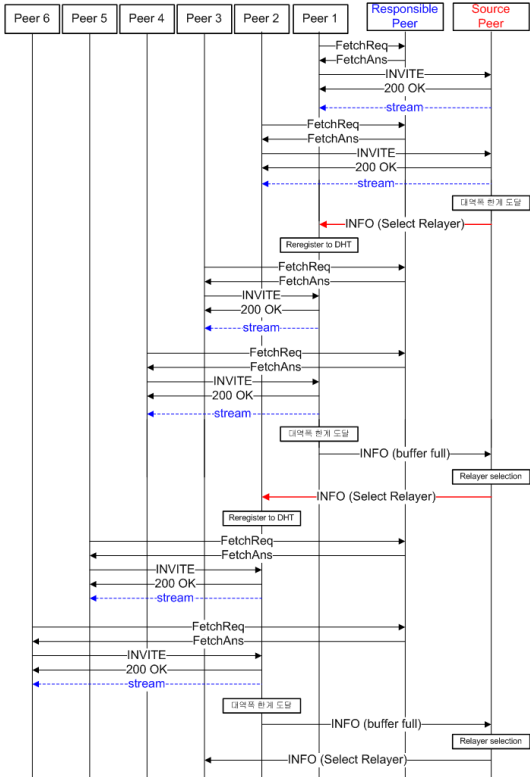 Peer 6
Peer 5
Peer 4
Peer 3
Peer 2
Peer 1
Responsible
Peer
Source
Peer
FetchReq
FetchAns
INVITE
200 OK
stream
FetchReq
FetchAns
INVITE
200 OK
stream
대역폭 한계 도달
INFO (Select Relayer)
Reregister to DHT
FetchReq
FetchAns
INVITE
200 OK
stream
FetchReq
FetchAns
INVITE
200 OK
stream
대역폭 한계 도달
INFO (buffer full)
Relayer selection
INFO (Select Relayer)
Reregister to DHT
FetchReq
FetchAns
INVITE
200 OK
stream
FetchReq
FetchAns
INVITE
200 OK
stream
대역폭 한계 도달
INFO (buffer full)
Relayer selection
INFO (Select Relayer)